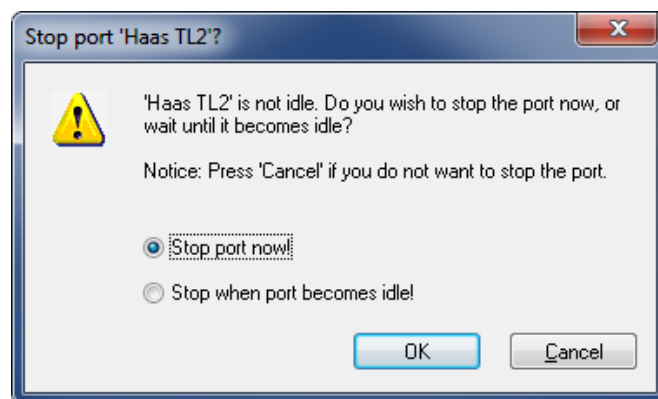 Stop port 'Haas TL2'?
'Haas TL2' is not idle. Do you wish to stop the port now, or
wait until it becomes idle?
Notice: Press 'Cancel' if you do not want to stop the port.
Stop port now!
Stop when port becomes idle!
OK
Cancel